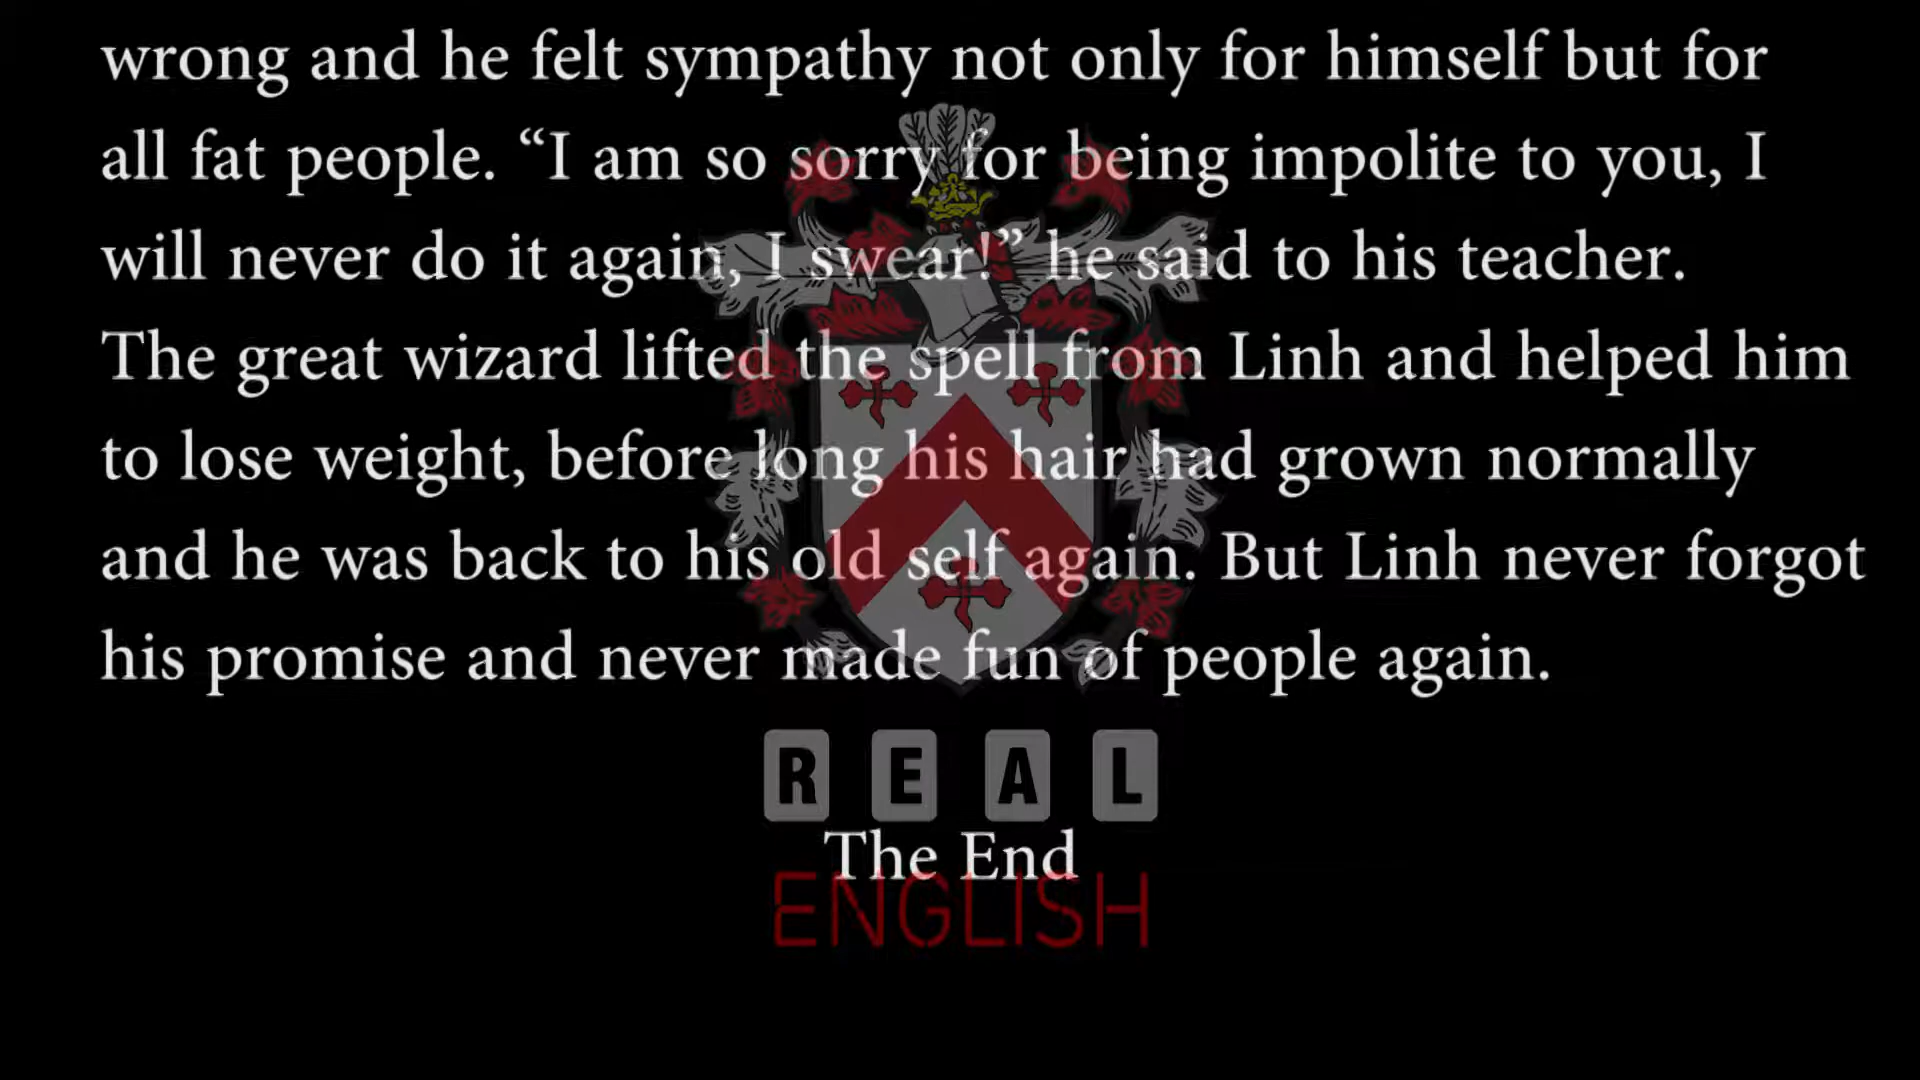 wrong and he felt sympathy not only for himself but for
all fat people. “I am so sorry for being impolite to you, I
will never do it again, I swear!” he said to his teacher.
The great wizard lifted the spell from Linh and helped him
to lose weight, before long his hair had grown normally
and he was back to his old self again. But Linh never forgot
his promise and never made fun of people again.
R E A L
The End
ENGLISH